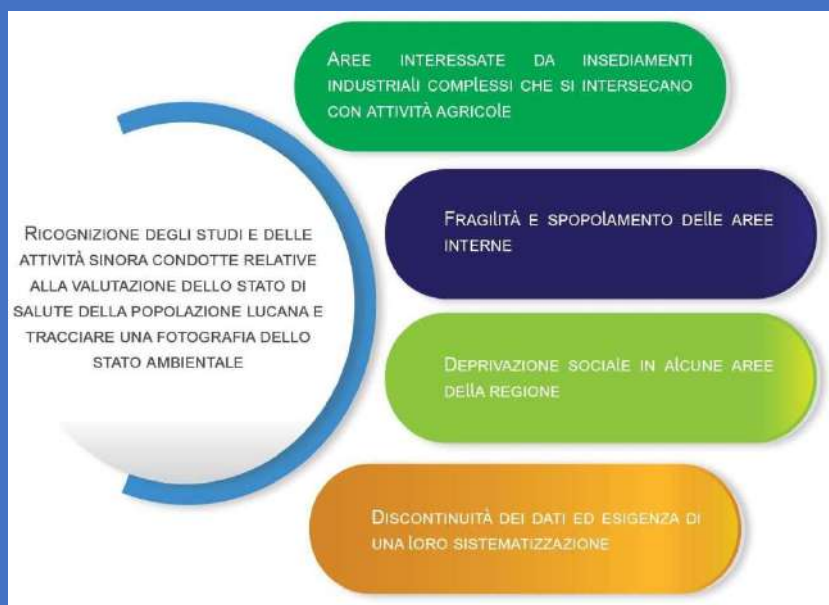 RICOGNIZIONE DEGLI STUDI E DELLE
ATTIVITÀ SINORA CONDOTTE RELATIVE
ALLA VALUTAZIONE DELLO STATO DI
SALUTE DELLA POPOLAZIONE LUCANA E
TRACCIARE UNA FOTOGRAFIA DELLO
STATO AMBIENTALE
AREE INTERESSATE DA INSEDIAMENTI
INDUSTRIALI COMPLESSI CHE SI INTERSECANO
CON ATTIVITÀ AGRICOLE
FRAGILITÀ E SPOPOLAMENTO DELLE AREE
INTERNE
DEPRIVAZIONE SOCIALE IN ALCUNE AREE
DELLA REGIONE
DISCONTINUITÀ DEI DATI ED ESIGENZA DI
UNA LORO SISTEMATIZZAZIONE